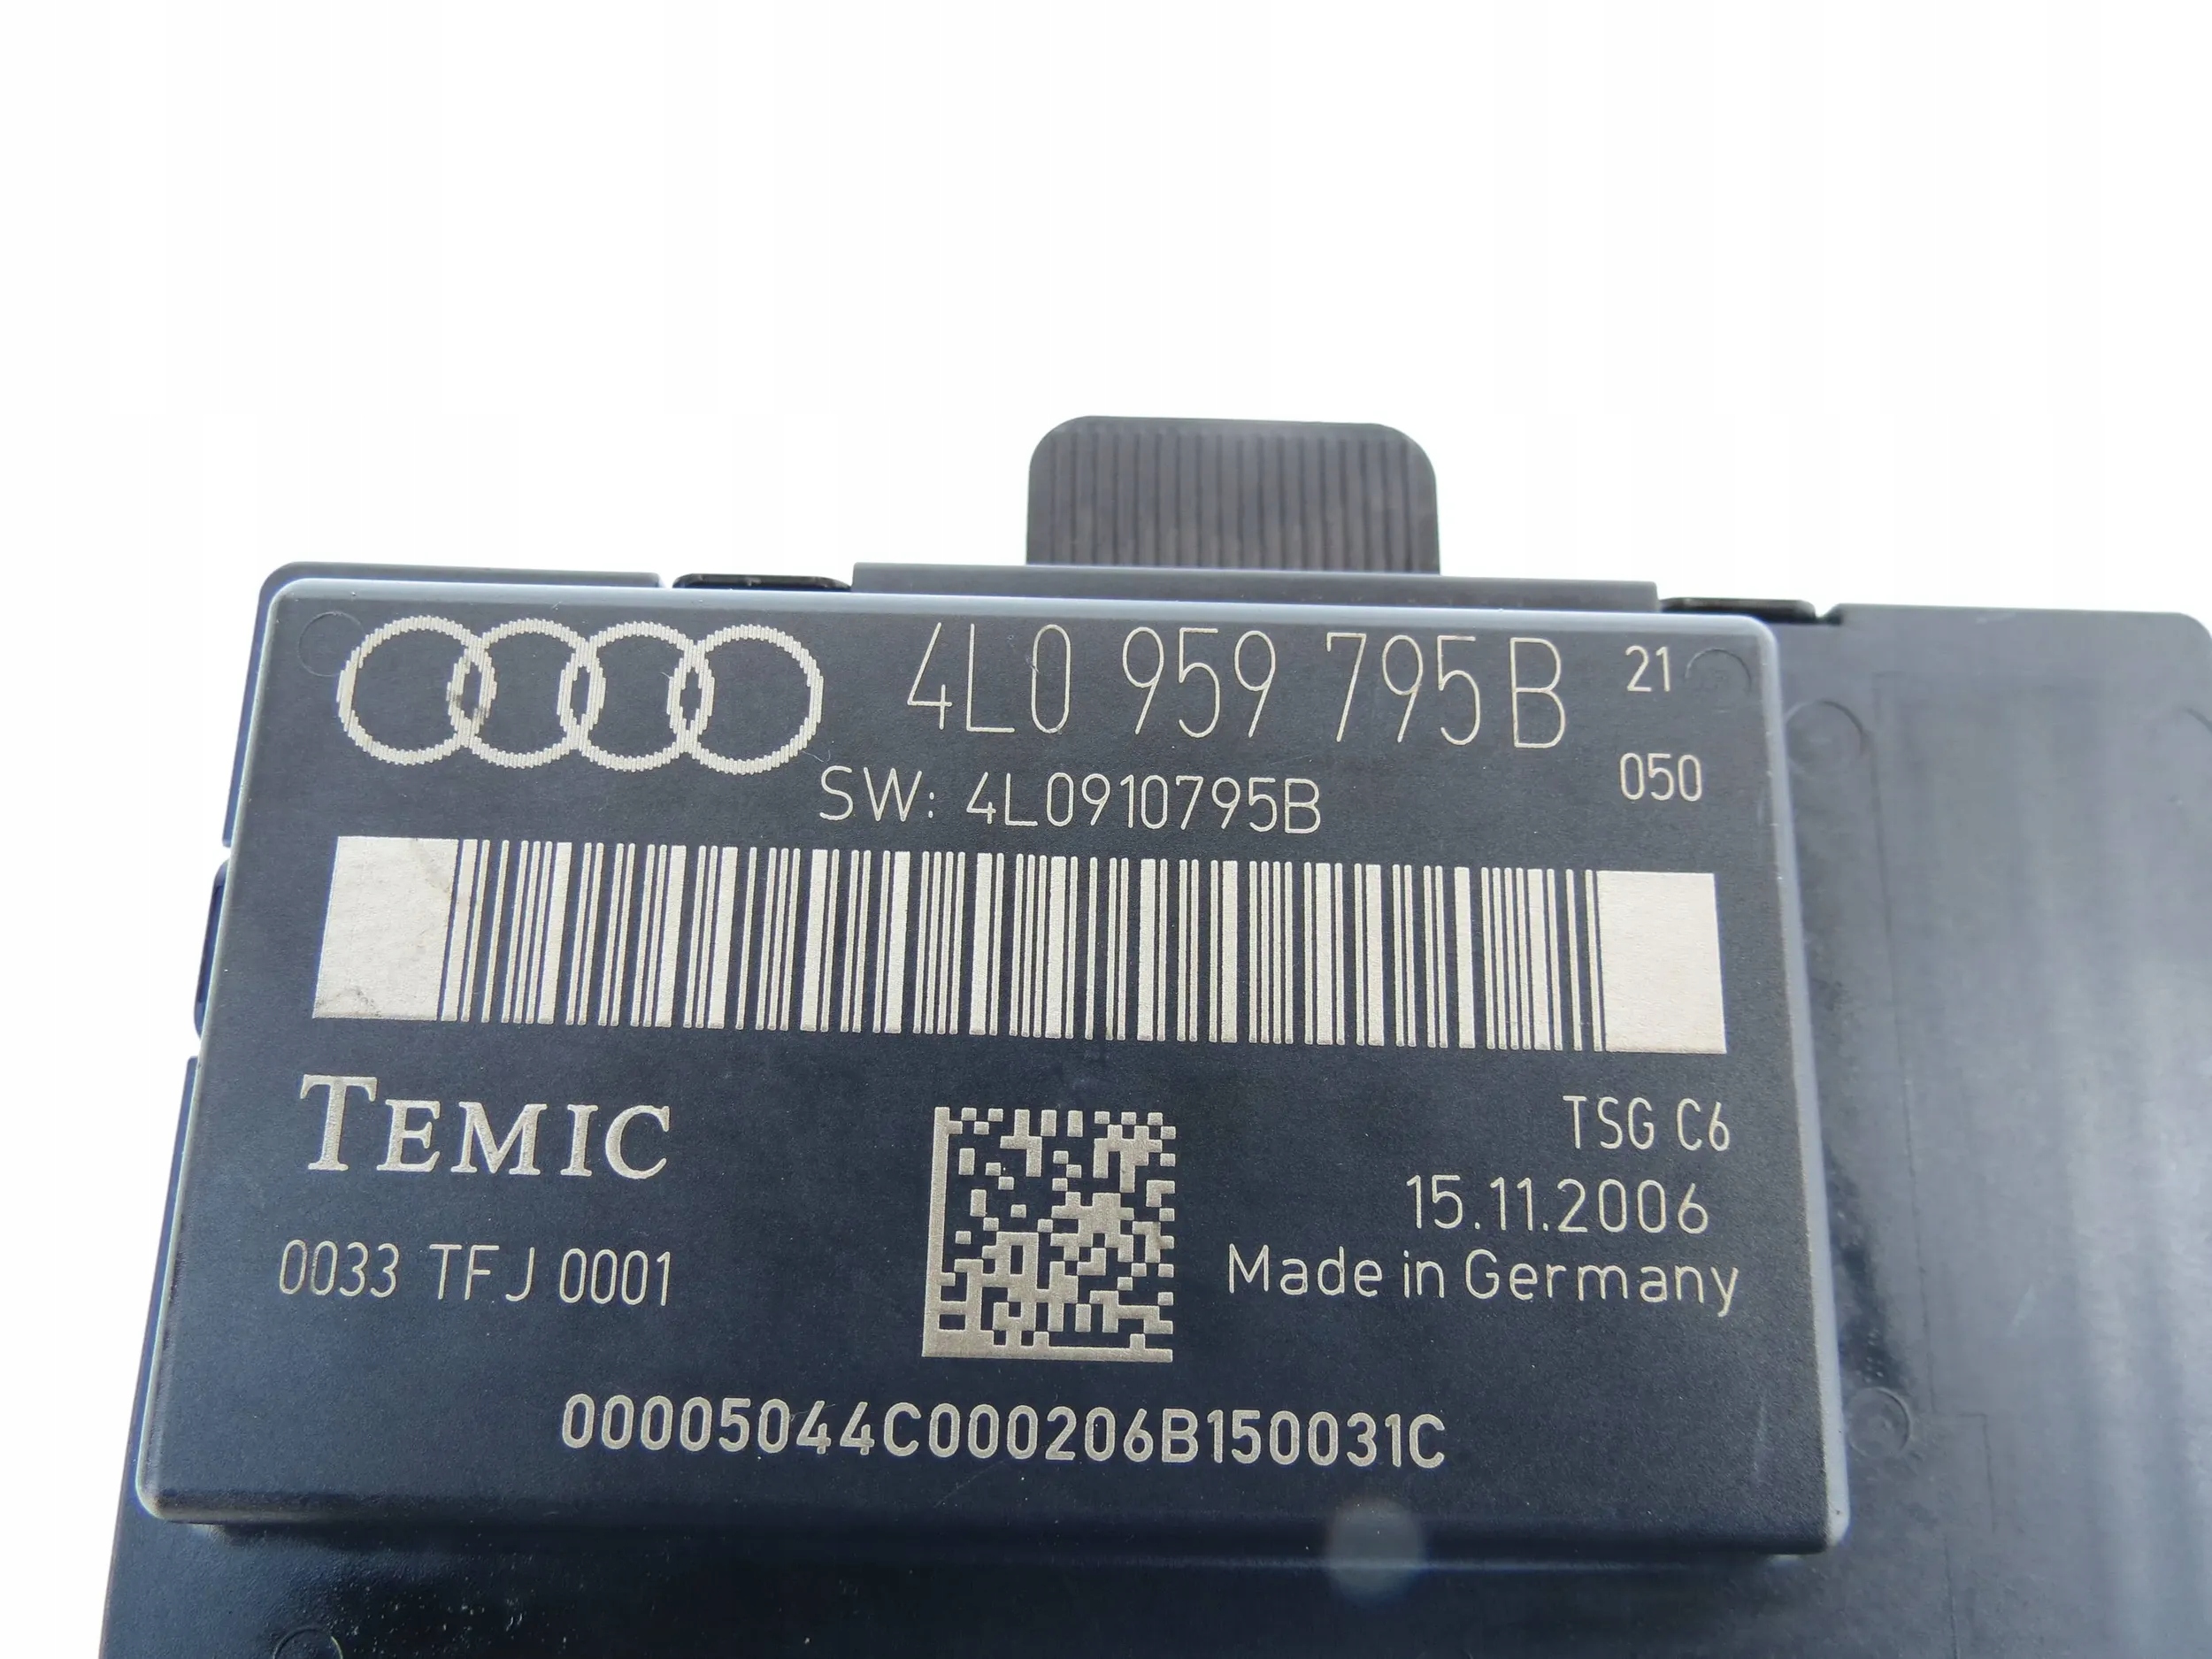 4L0 959 795B 21
SW: 4L0910795B 050
TEMIC
TSG C6
15.11.2006
0033 TFJ 0001
Made in Germany
00005044C000206B150031C